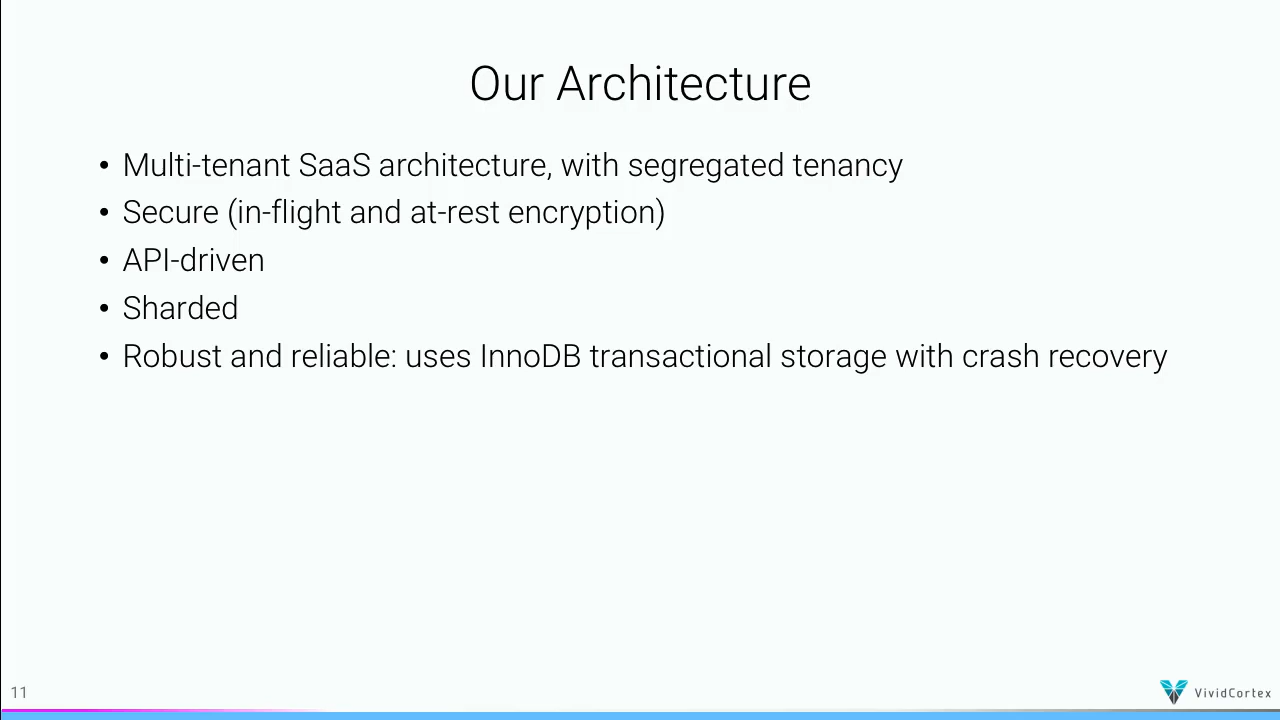 Our Architecture
• Multi-tenant SaaS architecture, with segregated tenancy
• Secure (in-flight and at-rest encryption)
• API-driven
• Sharded
• Robust and reliable: uses InnoDB transactional storage with crash recovery
11
VividCortex